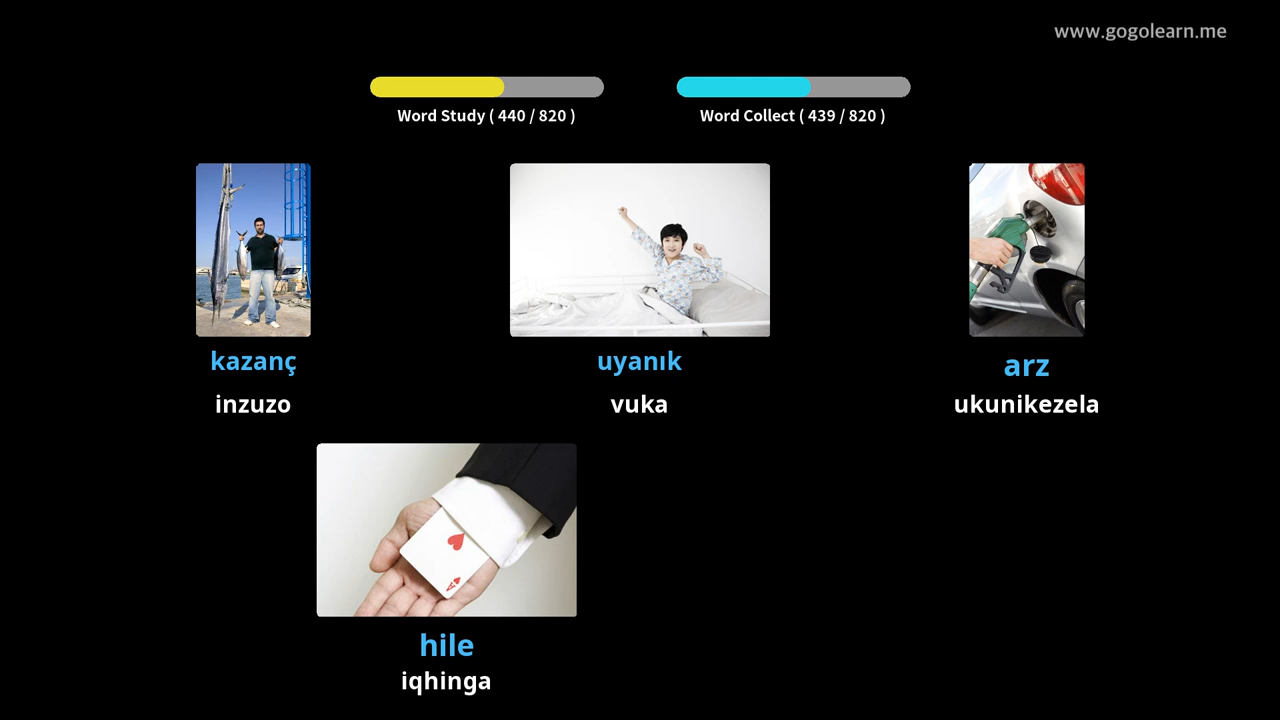 www.gogolearn.me
Word Study ( 440 / 820 )
Word Collect ( 439 / 820 )
kazanç
inzuzo
uyanık
vuka
arz
ukunikezela
hile
iqhinga